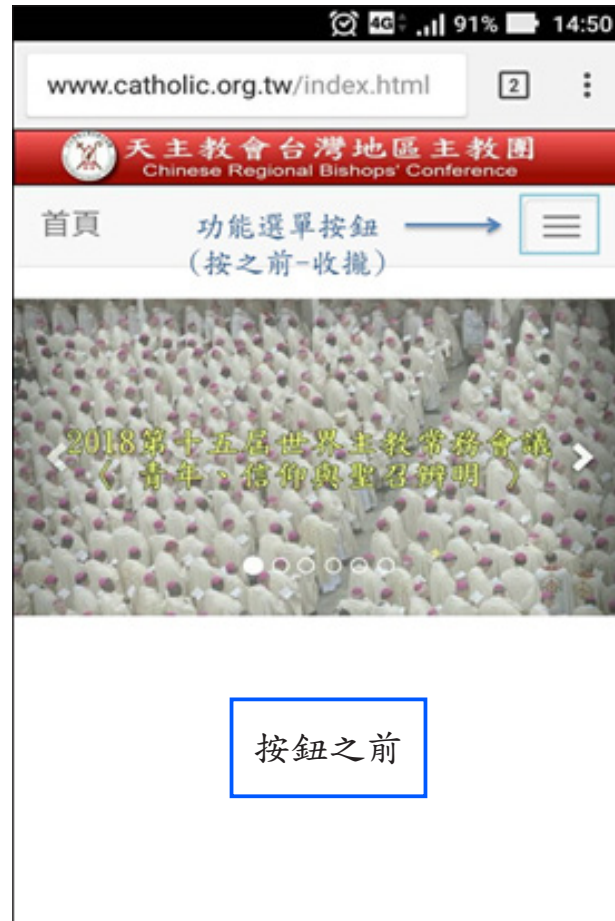 4G 91% 14:50
www.catholic.org.tw/index.html 2
天主教會台灣地區主教團
Chinese Regional Bishops' Conference
首頁
功能選單按鈕
(按之前-收攏)
2018第十五屆世界主教常務會議
〈 青年、信仰與聖召辨明 〉
按鈕之前